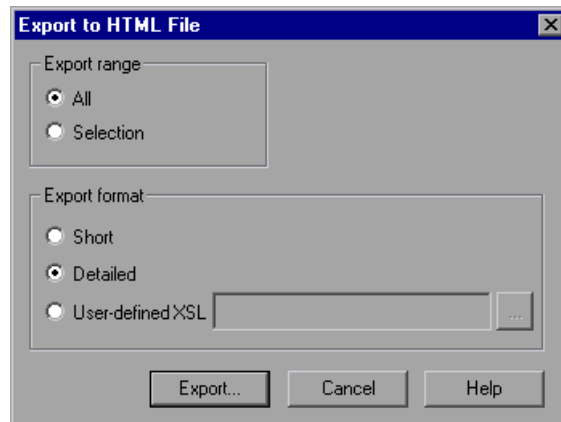 Export to HTML File
Export range
All
Selection
Export format
Short
Detailed
User-defined XSL ...
Export... Cancel Help